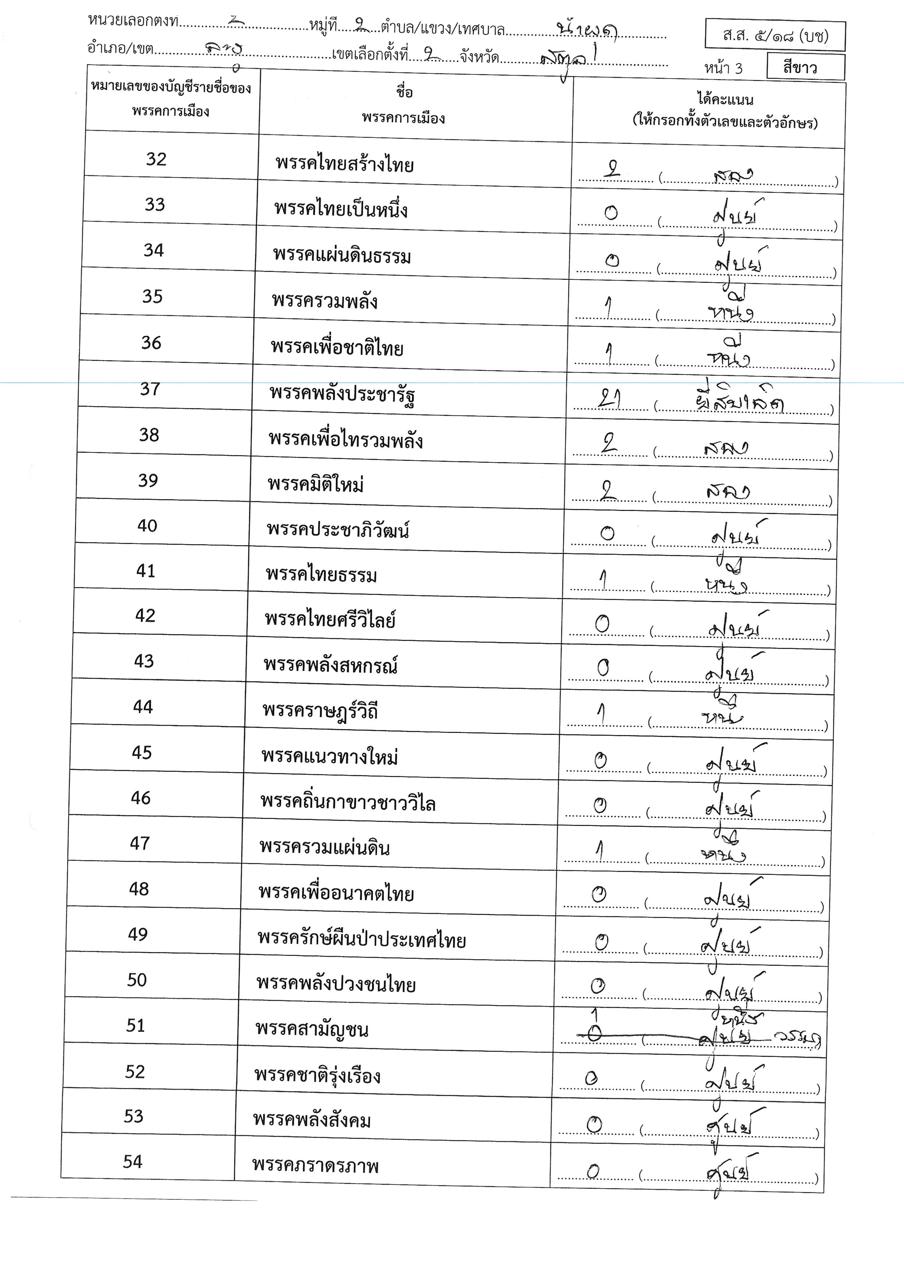 หน่วยเลือกตั้งที่ 2 หมู่ที่ 2 ตำบล/แขวง/เทศบาล น้ำผุด
ส.ส. ๕/๑๘ (บช)
อำเภอ/เขต ละงู เขตเลือกตั้งที่ 2 จังหวัด สตูล
หน้า 3 สีขาว
หมายเลขของบัญชีรายชื่อของพรรคการเมือง ชื่อพรรคการเมือง ได้คะแนน (ให้กรอกทั้งตัวเลขและตัวอักษร)
32 พรรคไทยสร้างไทย 2 (สอง)
33 พรรคไทยเป็นหนึ่ง 0 (ศูนย์)
34 พรรคแผ่นดินธรรม 0 (ศูนย์)
35 พรรครวมพลัง 1 (หนึ่ง)
36 พรรคเพื่อชาติไทย 1 (หนึ่ง)
37 พรรคพลังประชารัฐ 21 (ยี่สิบเอ็ด)
38 พรรคเพื่อไทรวมพลัง 2 (สอง)
39 พรรคมิติใหม่ 2 (สอง)
40 พรรคประชาภิวัฒน์ 0 (ศูนย์)
41 พรรคไทยธรรม 1 (หนึ่ง)
42 พรรคไทยศรีวิไลย์ 0 (ศูนย์)
43 พรรคพลังสหกรณ์ 0 (ศูนย์)
44 พรรคราษฎร์วิถี 1 (หนึ่ง)
45 พรรคแนวทางใหม่ 0 (ศูนย์)
46 พรรคถิ่นกาขาวชาววิไล 0 (ศูนย์)
47 พรรครวมแผ่นดิน 1 (หนึ่ง)
48 พรรคเพื่ออนาคตไทย 0 (ศูนย์)
49 พรรครักษ์ผืนป่าประเทศไทย 0 (ศูนย์)
50 พรรคพลังปวงชนไทย 0 (ศูนย์)
1 หนึ่ง
51 พรรคสามัญชน 0 (ศูนย์)
52 พรรคชาติรุ่งเรือง 0 (ศูนย์)
53 พรรคพลังสังคม 0 (ศูนย์)
54 พรรคภราดรภาพ 0 (ศูนย์)